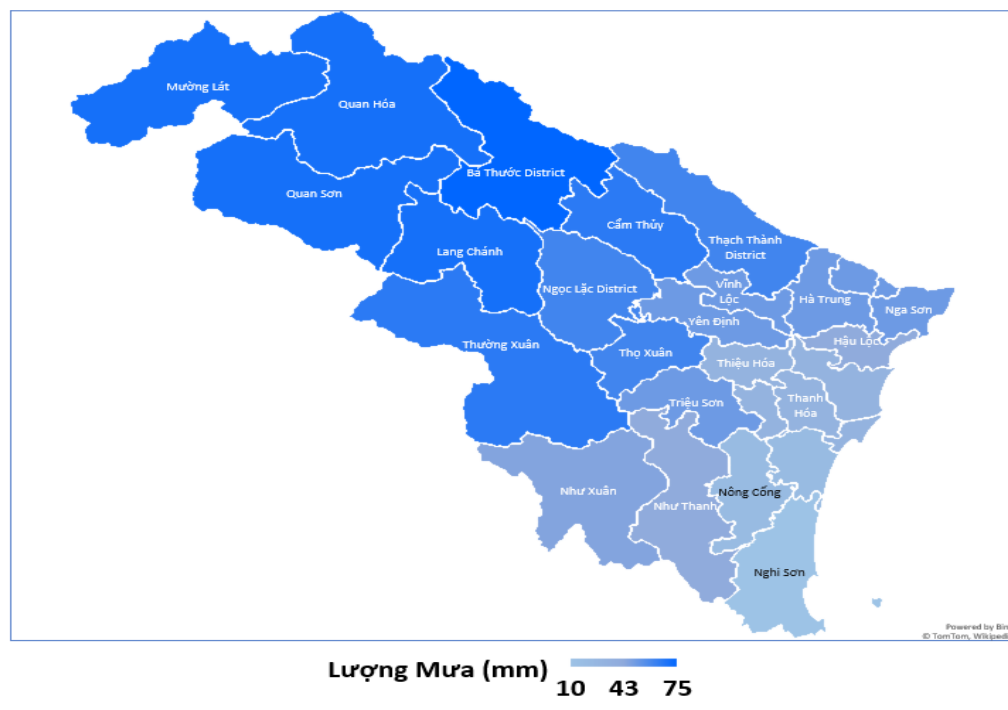 Mường Lát
Quan Hóa
Bá Thước District
Quan Sơn
Cẩm Thủy
Lang Chánh
Thạch Thành
District
Ngọc Lặc District
Vĩnh
Lộc
Hà Trung
Nga Sơn
Yên Định
Thường Xuân
Thọ Xuân
Hậu Lộc
Thiệu Hóa
Triệu Sơn
Thanh
Hóa
Như Xuân
Như Thanh
Nông Cống
Nghi Sơn
Powered by Bin
© TomTom, Wikipedi
Lượng Mưa (mm)
10 43 75